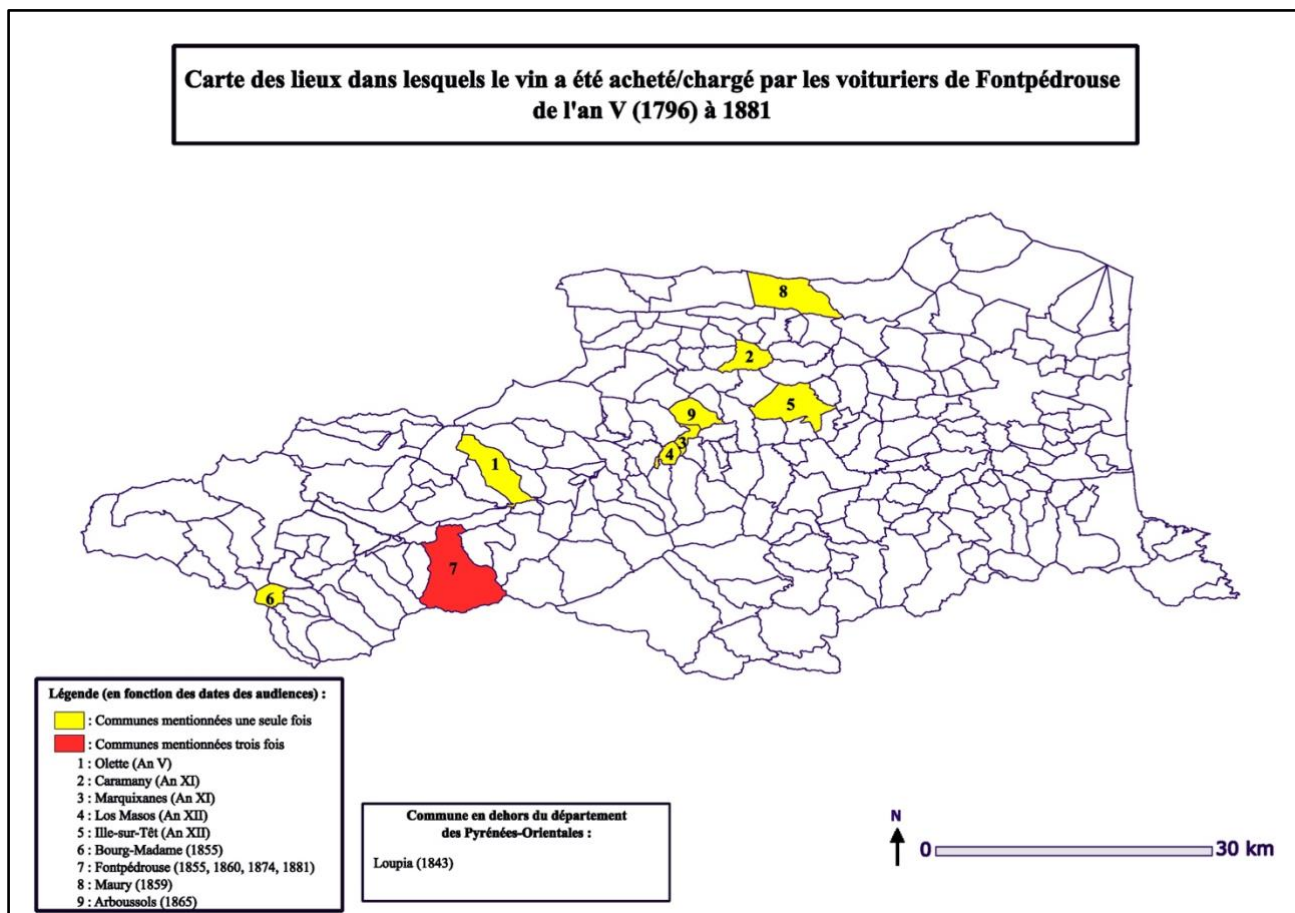 Carte des lieux dans lesquels le vin a été acheté/chargé par les voituriers de Fontpédrouse
de l'an V (1796) à 1881
8
2
5
9
3
4
1
7
6
Légende (en fonction des dates des audiences) :
: Communes mentionnées une seule fois
: Communes mentionnées trois fois
1 : Olette (An V)
2 : Caramany (An XI)
3 : Marquixanes (An XI)
4 : Los Masos (An XII)
5 : Ille-sur-Têt (An XII)
6 : Bourg-Madame (1855)
7 : Fontpédrouse (1855, 1860, 1874, 1881)
8 : Maury (1859)
9 : Arboussols (1865)
Commune en dehors du département
des Pyrénées-Orientales :
Loupia (1843)
N
0 30 km